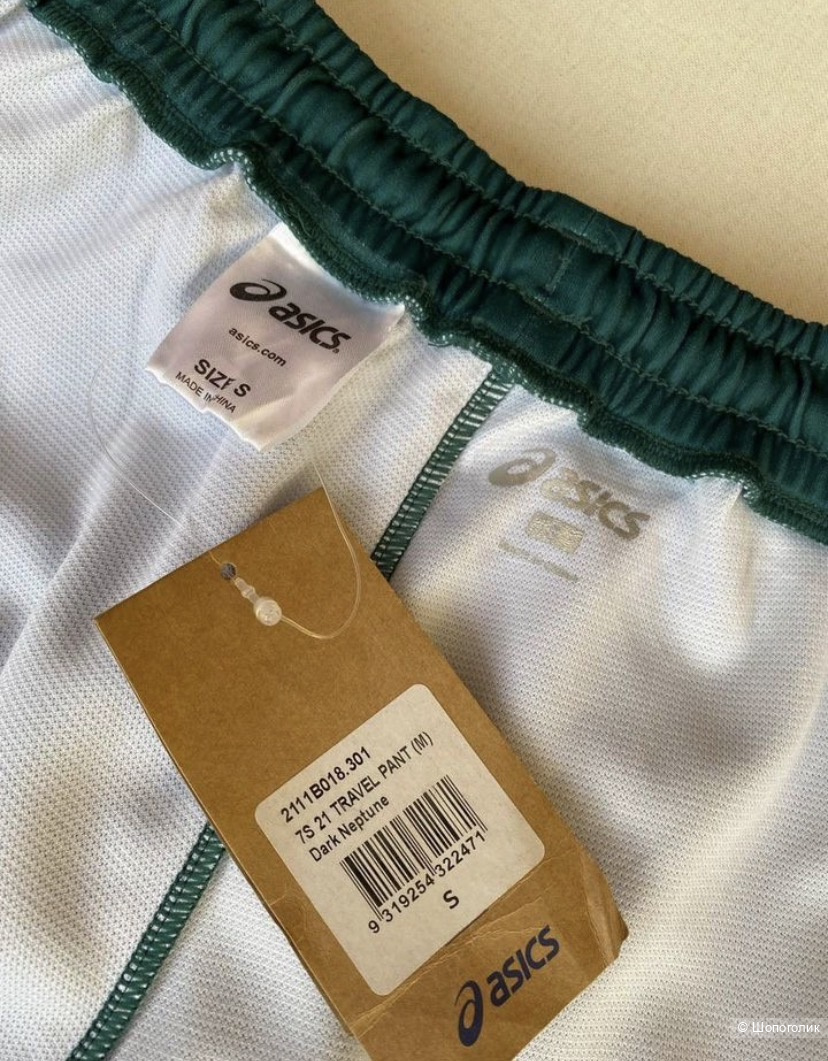 asics
asics.com
SIZE S
MADE IN CHINA
asics
2111B018.301
7S 21 TRAVEL PANT (M)
Dark Neptune
9 319254 322471
S
asics
© Шопоголик